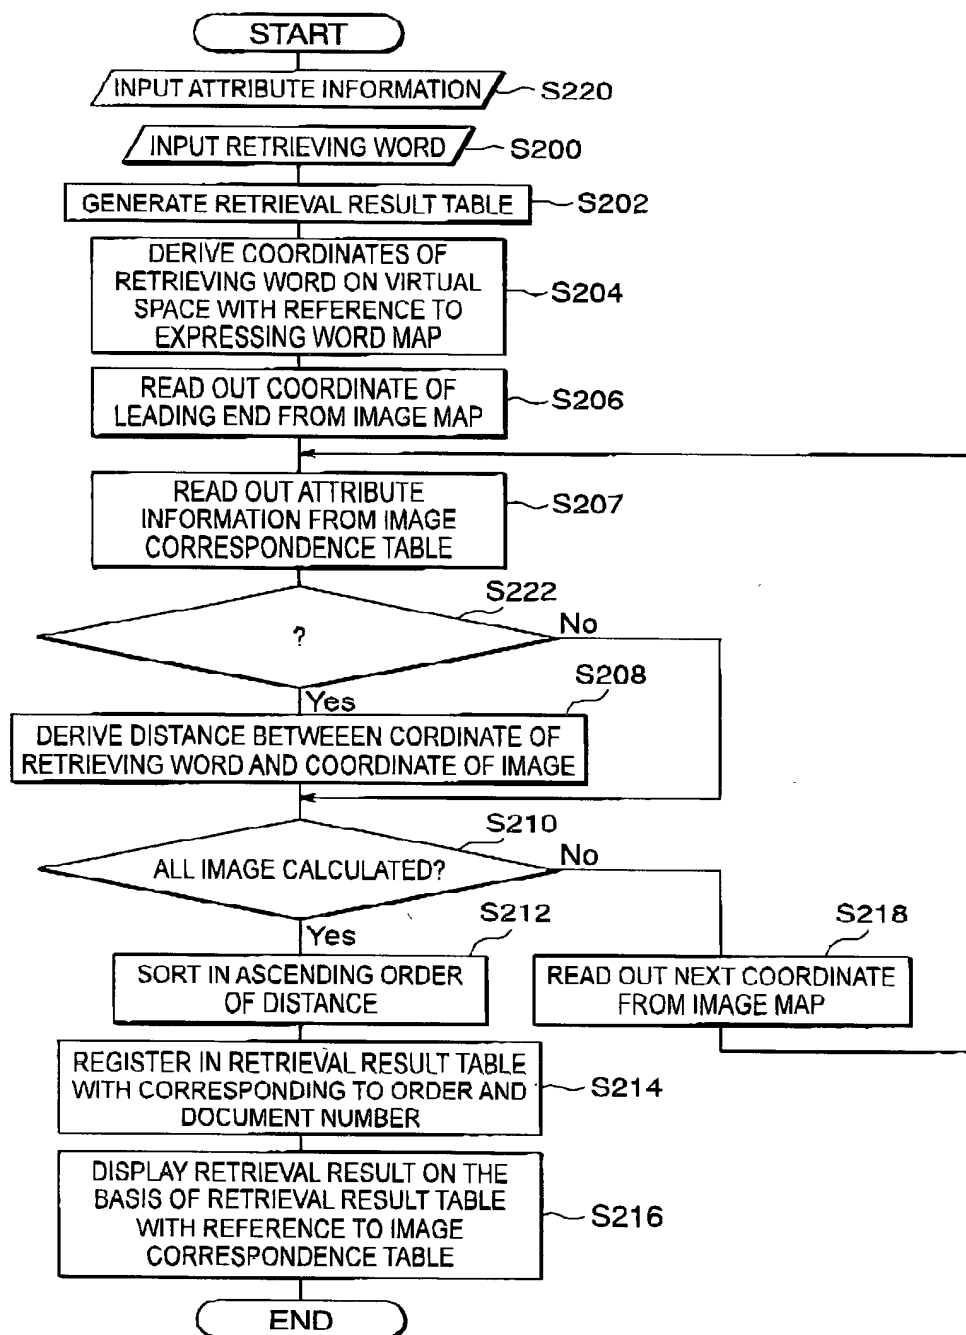 START
INPUT ATTRIBUTE INFORMATION
S220
INPUT RETRIEVING WORD
S200
GENERATE RETRIEVAL RESULT TABLE
S202
DERIVE COORDINATES OF
RETRIEVING WORD ON VIRTUAL
SPACE WITH REFERENCE TO
EXPRESSING WORD MAP
S204
READ OUT COORDINATE OF
LEADING END FROM IMAGE MAP
S206
READ OUT ATTRIBUTE
INFORMATION FROM IMAGE
CORRESPONDENCE TABLE
S207
S222
?
No
Yes
S208
DERIVE DISTANCE BETWEEEN CORDINATE OF
RETRIEVING WORD AND COORDINATE OF IMAGE
S210
ALL IMAGE CALCULATED?
No
Yes
S212
SORT IN ASCENDING ORDER
OF DISTANCE
S218
READ OUT NEXT COORDINATE
FROM IMAGE MAP
REGISTER IN RETRIEVAL RESULT TABLE
WITH CORRESPONDING TO ORDER AND
DOCUMENT NUMBER
S214
DISPLAY RETRIEVAL RESULT ON THE
BASIS OF RETRIEVAL RESULT TABLE
WITH REFERENCE TO IMAGE
CORRESPONDENCE TABLE
S216
END